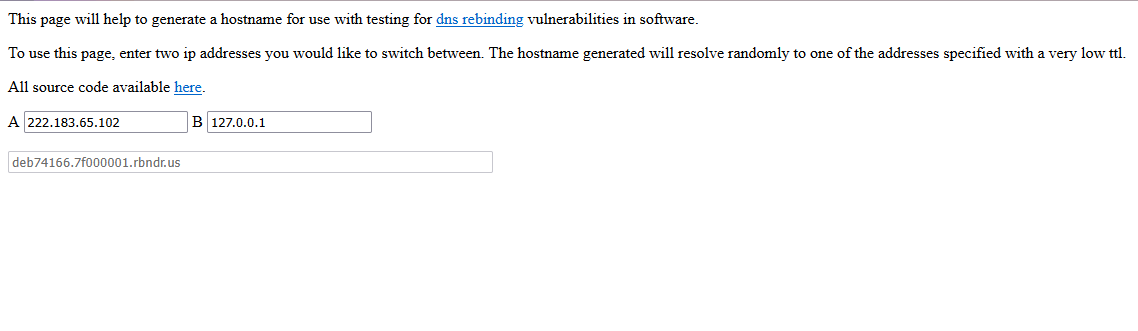 This page will help to generate a hostname for use with testing for dns rebinding vulnerabilities in software.
To use this page, enter two ip addresses you would like to switch between. The hostname generated will resolve randomly to one of the addresses specified with a very low ttl.
All source code available here.
A 222.183.65.102 B 127.0.0.1
deb74166.7f000001.rbndr.us